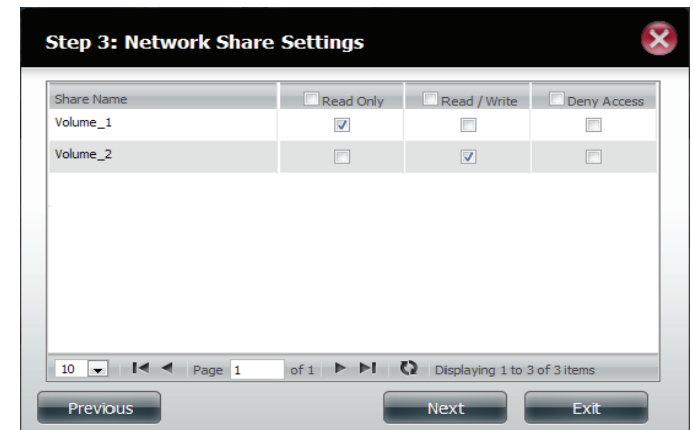 Step 3: Network Share Settings
Share Name Read Only Read / Write Deny Access
Volume_1
Volume_2
10 Page 1 of 1 Displaying 1 to 3 of 3 items
Previous Next Exit